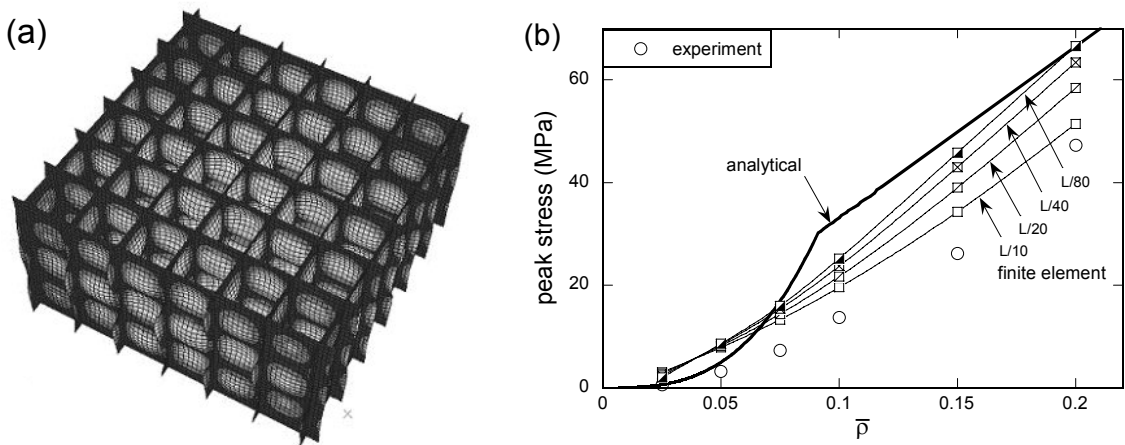 (a)
(b)
experiment
60
40
20
0
peak stress (MPa)
analytical
L/80
L/40
L/20
L/10
finite element
0
0.05
0.1
0.15
0.2
ρ̅
x